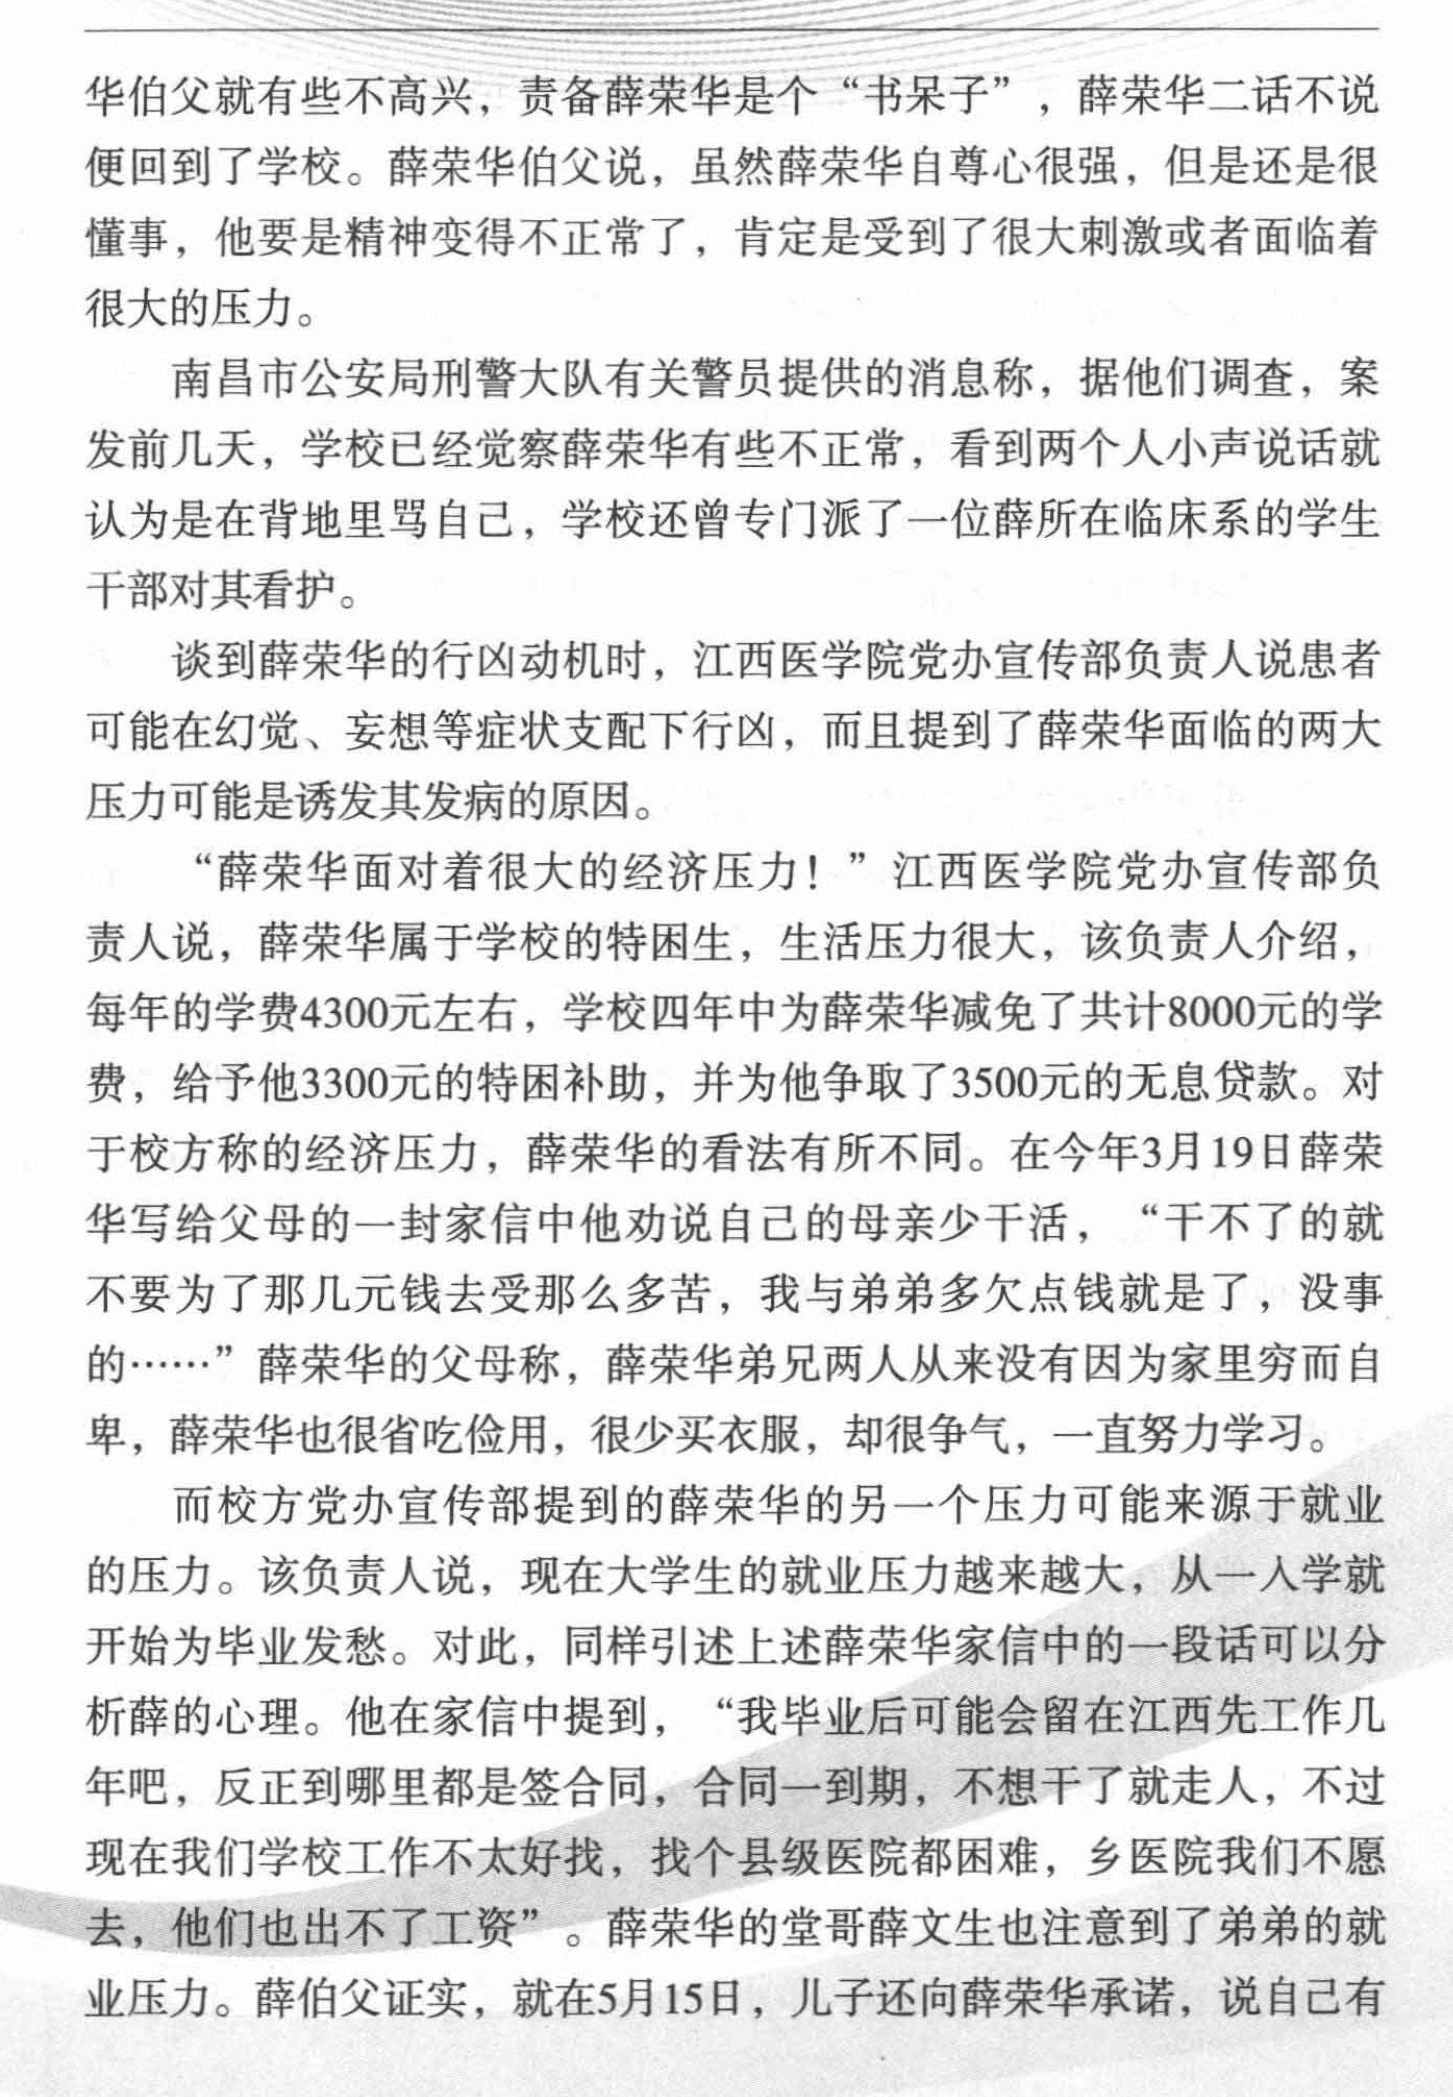 华伯父就有些不高兴，责备薛荣华是个“书呆子”，薛荣华二话不说
便回到了学校。薛荣华伯父说，虽然薛荣华自尊心很强，但是还是很
懂事，他要是精神变得不正常了，肯定是受到了很大刺激或者面临着
很大的压力。
南昌市公安局刑警大队有关警员提供的消息称，据他们调查，案
发前几天，学校已经觉察薛荣华有些不正常，看到两个人小声说话就
认为是在背地里骂自己，学校还曾专门派了一位薛所在临床系的学生
干部对其看护。
谈到薛荣华的行凶动机时，江西医学院党办宣传部负责人说患者
可能在幻觉、妄想等症状支配下行凶，而且提到了薛荣华面临的两大
压力可能是诱发其发病的原因。
“薛荣华面对着很大的经济压力！”江西医学院党办宣传部负
责人说，薛荣华属于学校的特困生，生活压力很大，该负责人介绍，
每年的学费4300元左右，学校四年中为薛荣华减免了共计8000元的学
费，给予他3300元的特困补助，并为他争取了3500元的无息贷款。对
于校方称的经济压力，薛荣华的看法有所不同。在今年3月19日薛荣
华写给父母的一封家信中他劝说自己的母亲少干活，“干不了的就
不要为了那几元钱去受那么多苦，我与弟弟多欠点钱就是了，没事
的……”薛荣华的父母称，薛荣华弟兄两人从来没有因为家里穷而自
卑，薛荣华也很省吃俭用，很少买衣服，却很争气，一直努力学习。
而校方党办宣传部提到的薛荣华的另一个压力可能来源于就业
的压力。该负责人说，现在大学生的就业压力越来越大，从一入学就
开始为毕业发愁。对此，同样引述上述薛荣华家信中的一段话可以分
析薛的心理。他在家信中提到，“我毕业后可能会留在江西先工作几
年吧，反正到哪里都是签合同，合同一到期，不想干了就走人，不过
现在我们学校工作不太好找，找个县级医院都困难，乡医院我们不愿
去，他们也出不了工资”。薛荣华的堂哥薛文生也注意到了弟弟的就
业压力。薛伯父证实，就在5月15日，儿子还向薛荣华承诺，说自己有